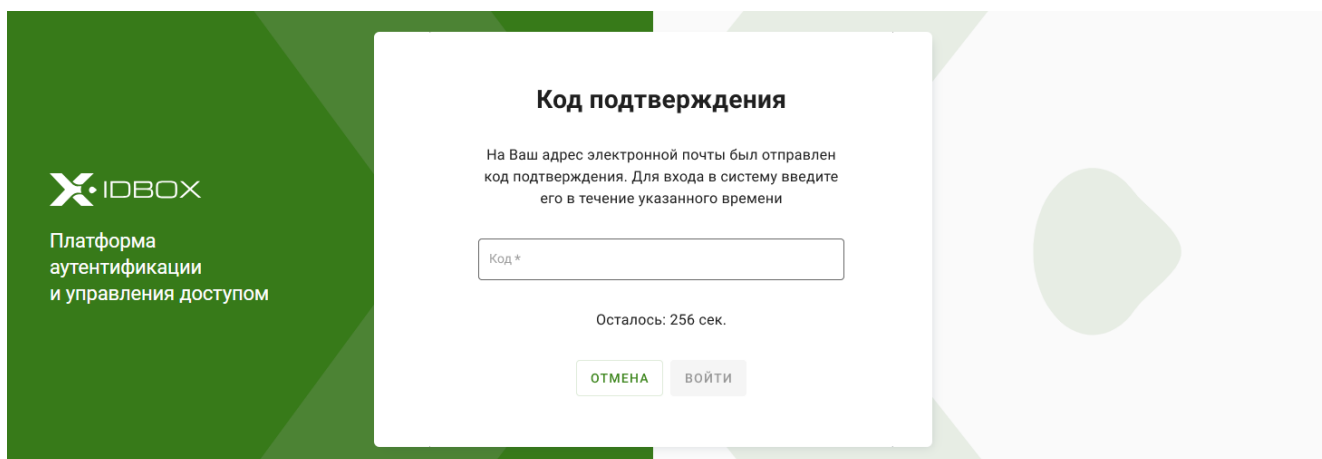 IDBOX
Платформа
аутентификации
и управления доступом
Код подтверждения
На Ваш адрес электронной почты был отправлен
код подтверждения. Для входа в систему введите
его в течение указанного времени
Код *
Осталось: 256 сек.
ОТМЕНА ВОЙТИ